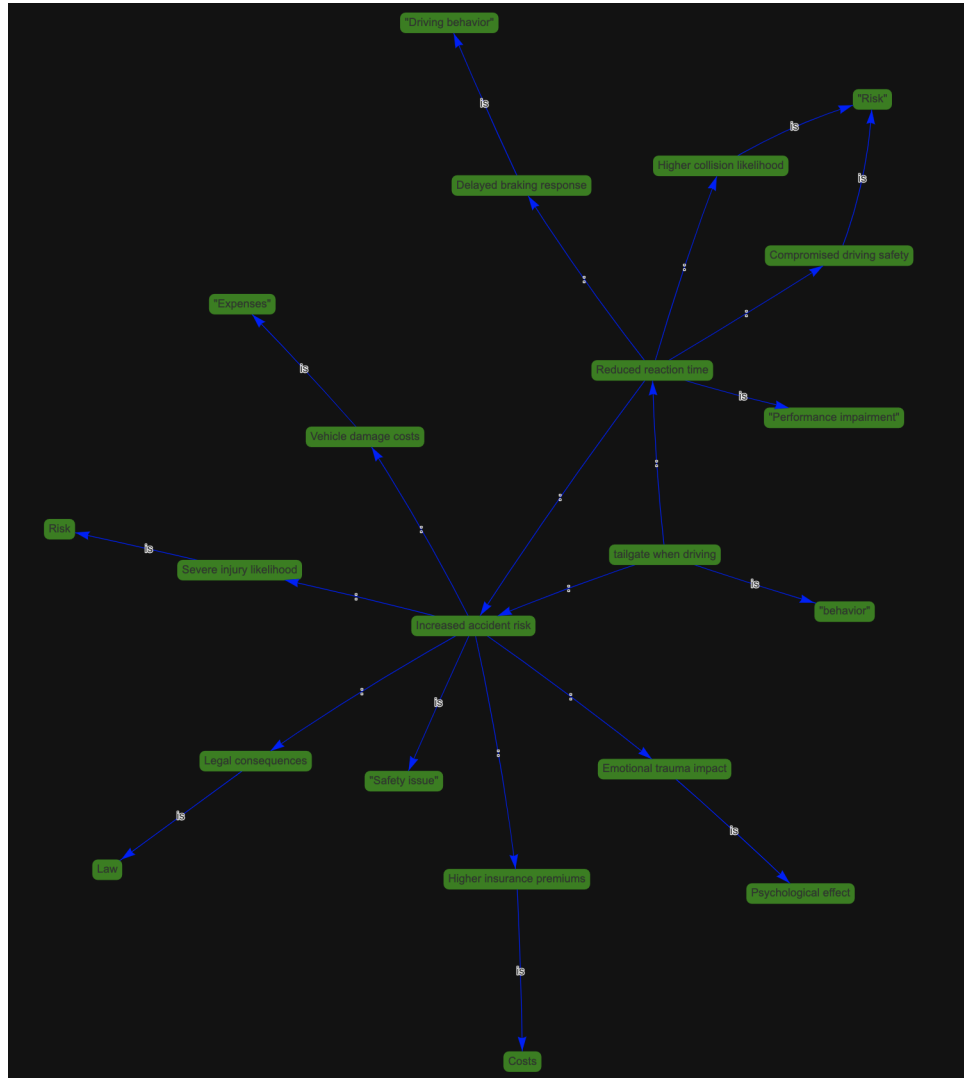 "Driving behavior"
"Risk"
is
is
Higher collision likelihood
Delayed braking response
is
Compromised driving safety
:
:
"Expenses"
:
is
Reduced reaction time
is
"Performance impairment"
Vehicle damage costs
:
:
Risk
:
is
tailgate when driving
Severe injury likelihood
is
:
:
"behavior"
Increased accident risk
:
:
is
:
Legal consequences
Emotional trauma impact
"Safety issue"
is
is
Law
Higher insurance premiums
Psychological effect
is
Costs